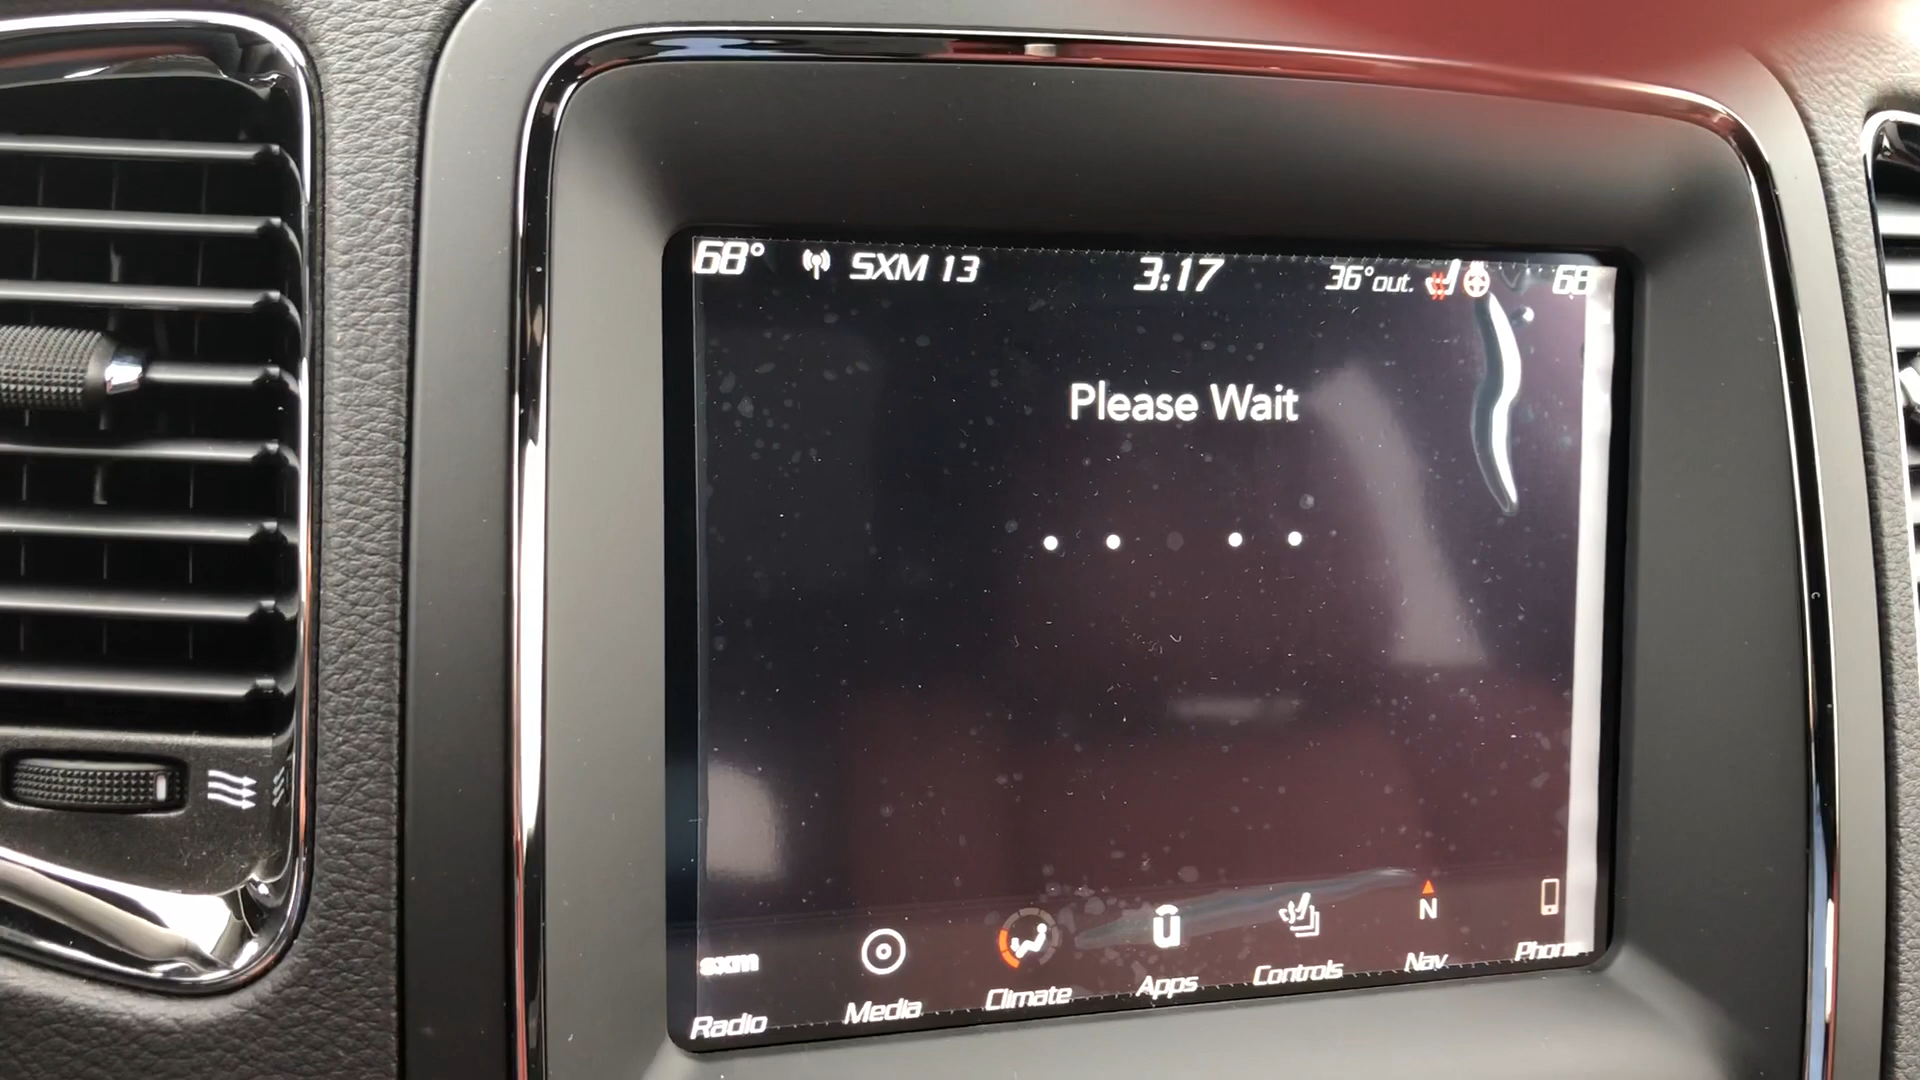 68° SXM 13 3:17 36° out. 68
Please Wait
sxm N
Radio Media Climate Apps Controls Nav Phone